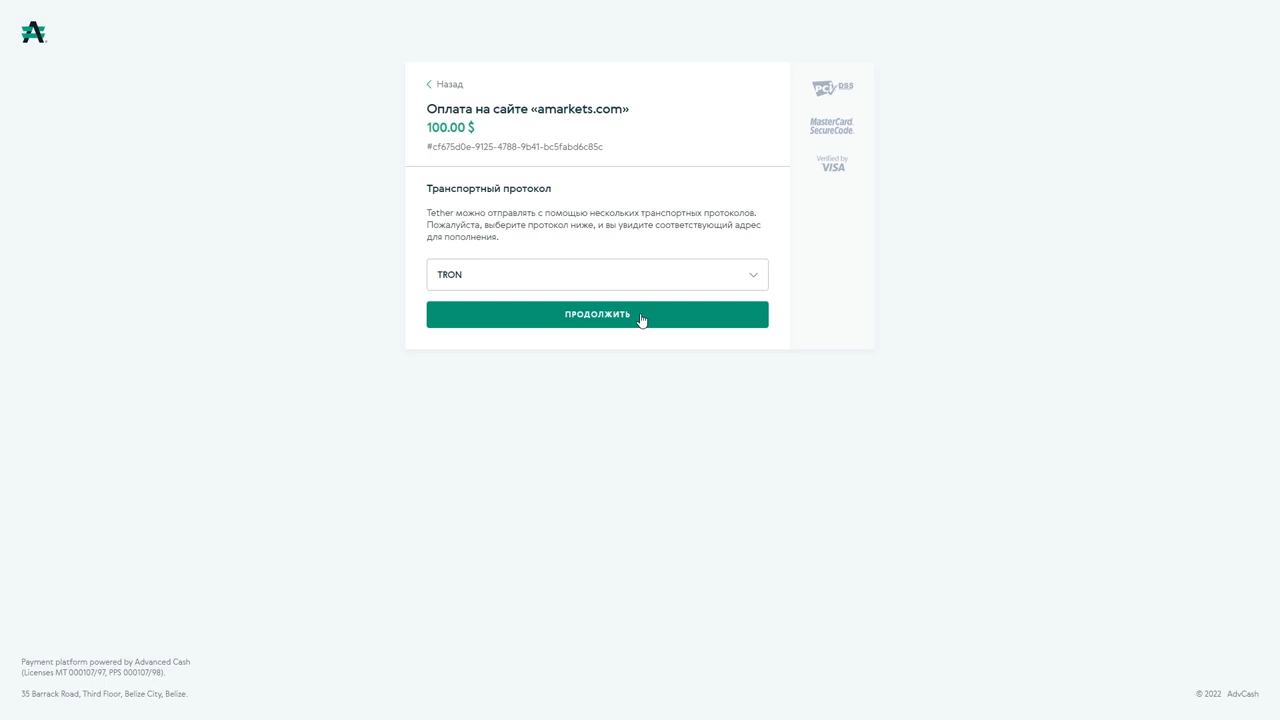 Назад
Оплата на сайте «amarkets.com»
100.00 $
#cf675d0e-9125-4788-9b41-bc5fabd6c85c
Транспортный протокол
Tether можно отправлять с помощью нескольких транспортных протоколов.
Пожалуйста, выберите протокол ниже, и вы увидите соответствующий адрес
для пополнения.
TRON
ПРОДОЛЖИТЬ
PCI DSS
MasterCard.
SecureCode.
Verified by
VISA
Payment platform powered by Advanced Cash
(Licenses MT 000107/97, PPS 000107/98).
35 Barrack Road, Third Floor, Belize City, Belize.
© 2022 AdvCash